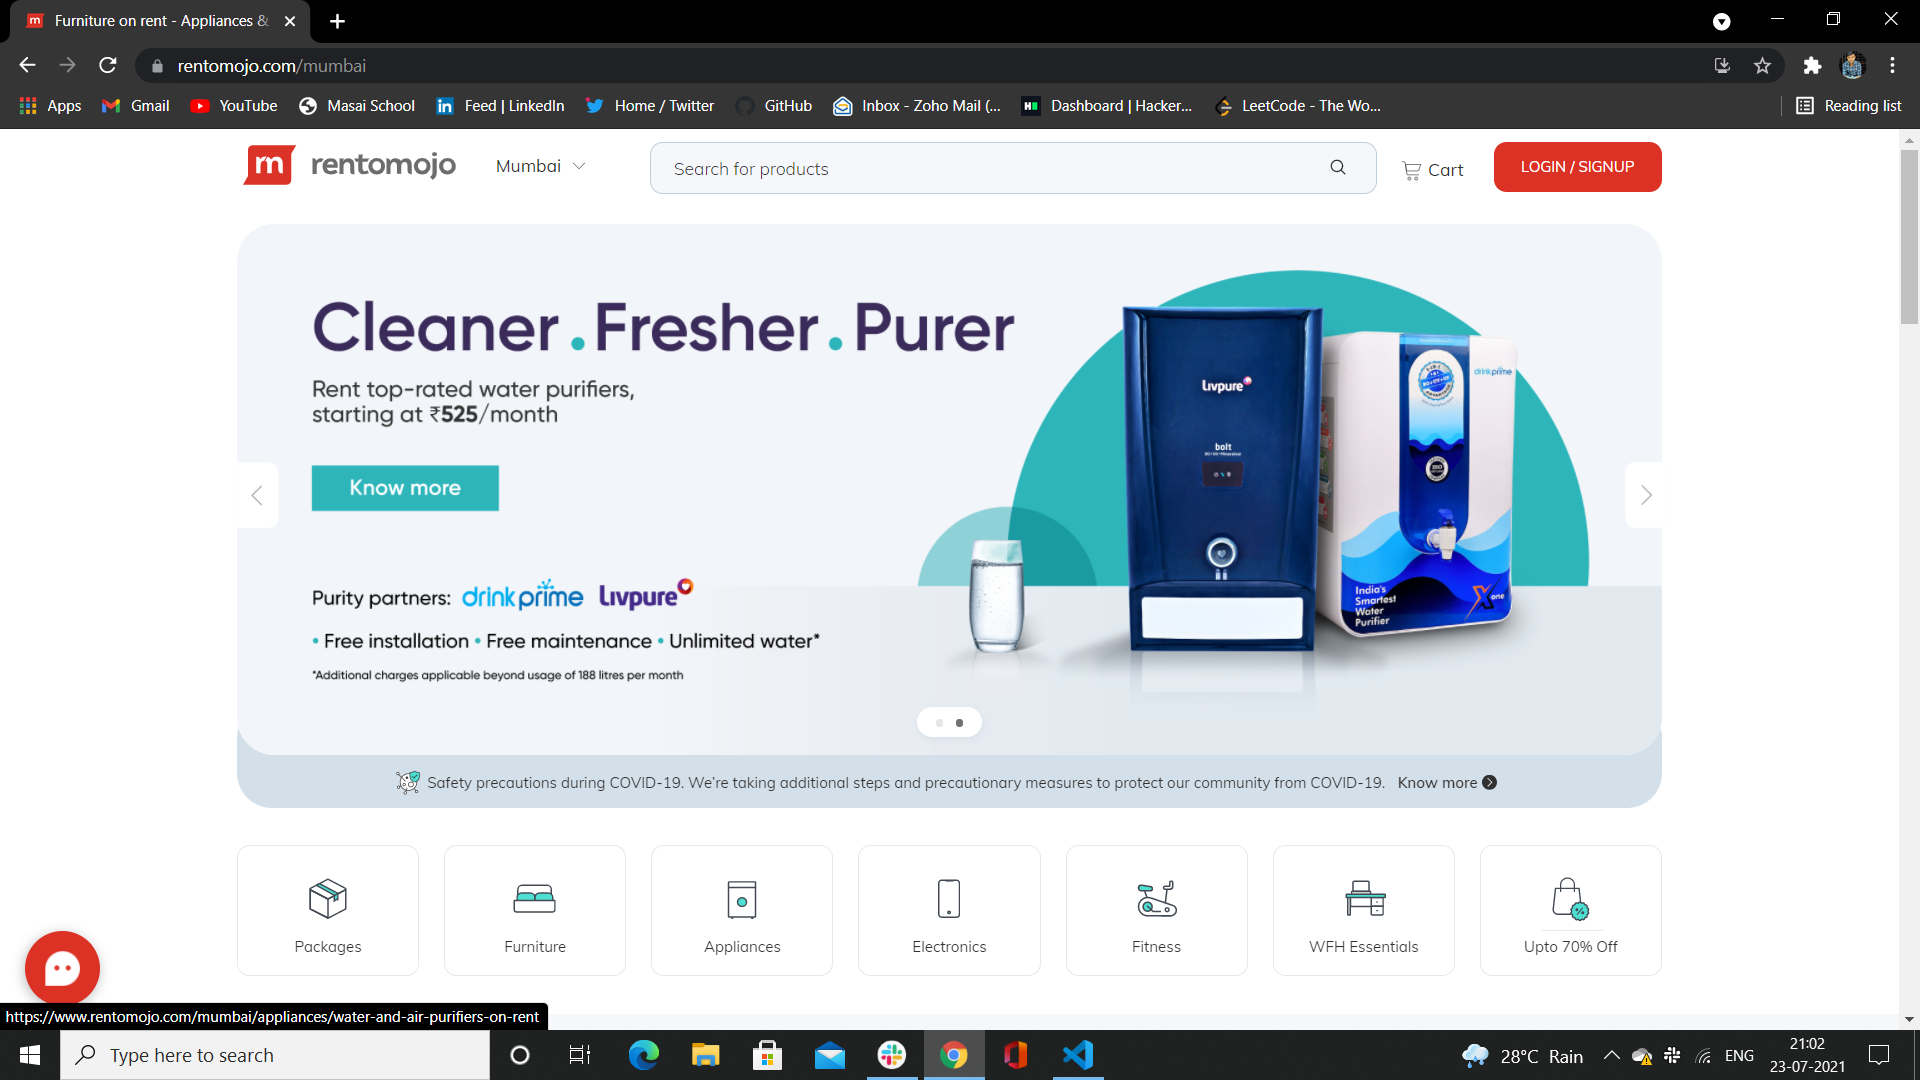 Furniture on rent - Appliances &
rentomojo.com/mumbai
Apps Gmail YouTube Masai School Feed | LinkedIn Home / Twitter GitHub Inbox - Zoho Mail (... Dashboard | Hacker... LeetCode - The Wo... Reading list
m rentomojo Mumbai Search for products Cart LOGIN / SIGNUP
Cleaner.Fresher.Purer
Rent top-rated water purifiers,
starting at ₹525/month
Know more
Purity partners: drinkprime Livpure
• Free installation • Free maintenance • Unlimited water*
*Additional charges applicable beyond usage of 188 litres per month
Livpure
bolt
drinkprime
ISO
India's
Smartest
Water
Purifier
X one
Safety precautions during COVID-19. We're taking additional steps and precautionary measures to protect our community from COVID-19. Know more
Packages Furniture Appliances Electronics Fitness WFH Essentials Upto 70% Off
https://www.rentomojo.com/mumbai/appliances/water-and-air-purifiers-on-rent
Type here to search
28°C Rain
ENG
21:02
23-07-2021